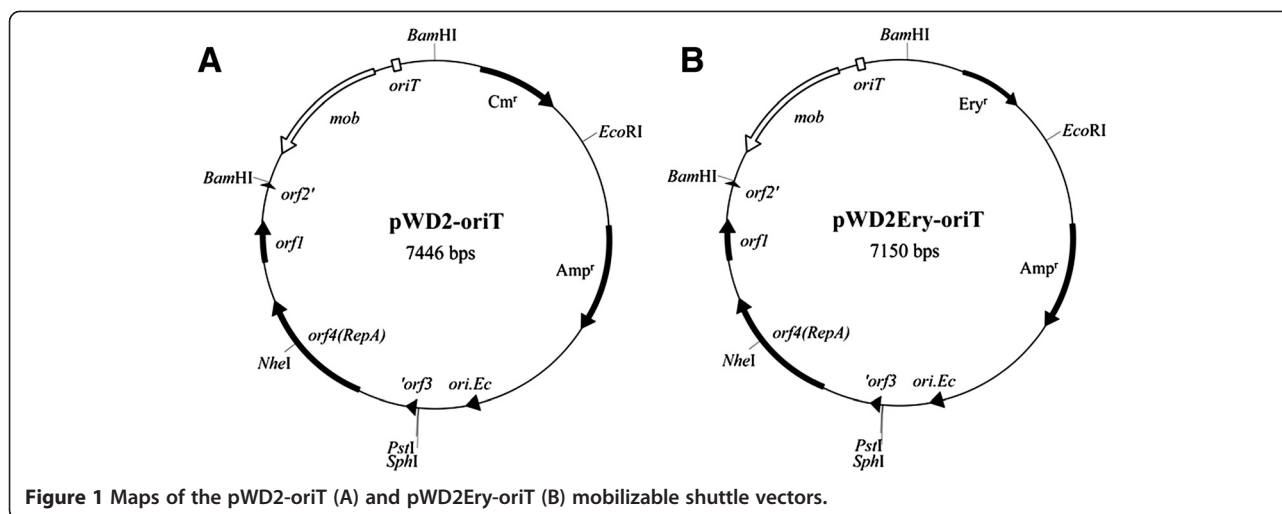 A
BamHI
oriT
Cmʳ
mob
EcoRI
BamHI
orf2'
pWD2-oriT
7446 bps
orf1
Ampʳ
orf4(RepA)
NheI
'orf3
ori.Ec
PstI
SphI
B
BamHI
oriT
Eryʳ
mob
EcoRI
BamHI
orf2'
pWD2Ery-oriT
7150 bps
orf1
Ampʳ
orf4(RepA)
NheI
'orf3
ori.Ec
PstI
SphI
Figure 1 Maps of the pWD2-oriT (A) and pWD2Ery-oriT (B) mobilizable shuttle vectors.